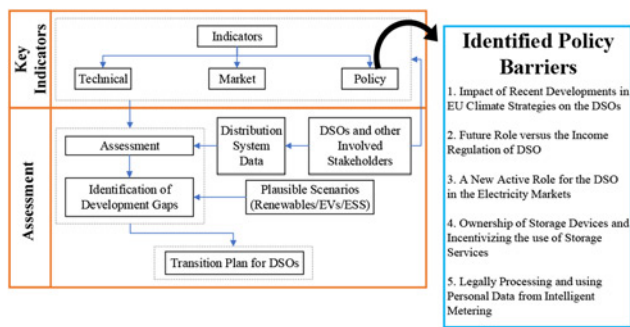 Key
Indicators
Indicators
Technical
Market
Policy
Assessment
Assessment
Distribution
System
Data
DSOs and other
Involved
Stakeholders
Identification of
Development Gaps
Plausible Scenarios
(Renewables/EVs/ESS)
Transition Plan for DSOs
Identified Policy
Barriers
1. Impact of Recent Developments in
EU Climate Strategies on the DSOs
2. Future Role versus the Income
Regulation of DSO
3. A New Active Role for the DSO
in the Electricity Markets
4. Ownership of Storage Devices and
Incentivizing the use of Storage
Services
5. Legally Processing and using
Personal Data from Intelligent
Metering